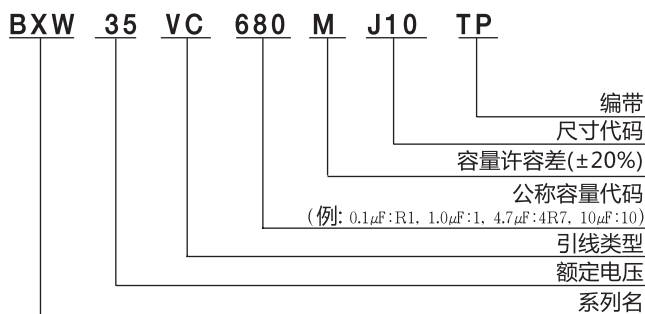 BXW 35 VC 680 M J10 TP
编带
尺寸代码
容量许容差(±20%)
公称容量代码
(例: 0.1μF:R1, 1.0μF:1, 4.7μF:4R7, 10μF:10)
引线类型
额定电压
系列名